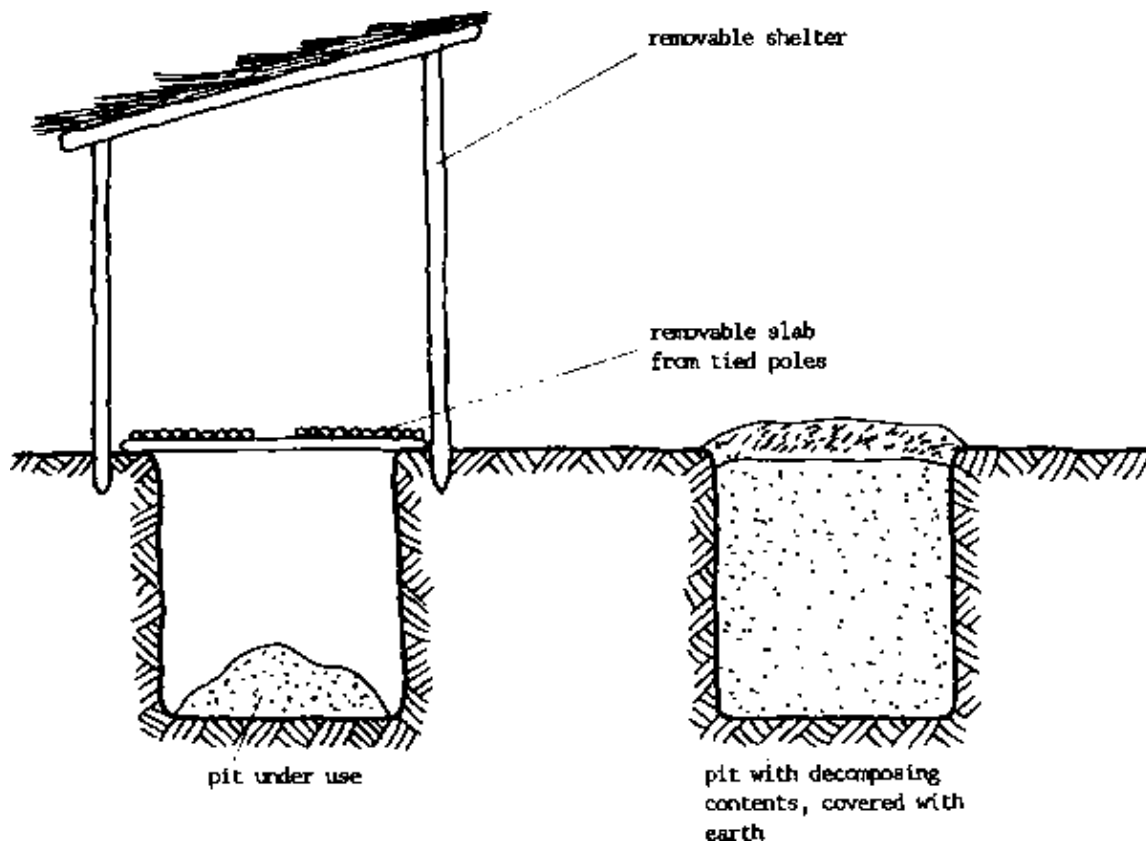 removable shelter
removable slab
from tied poles
pit under use
pit with decomposing
contents, covered with
earth